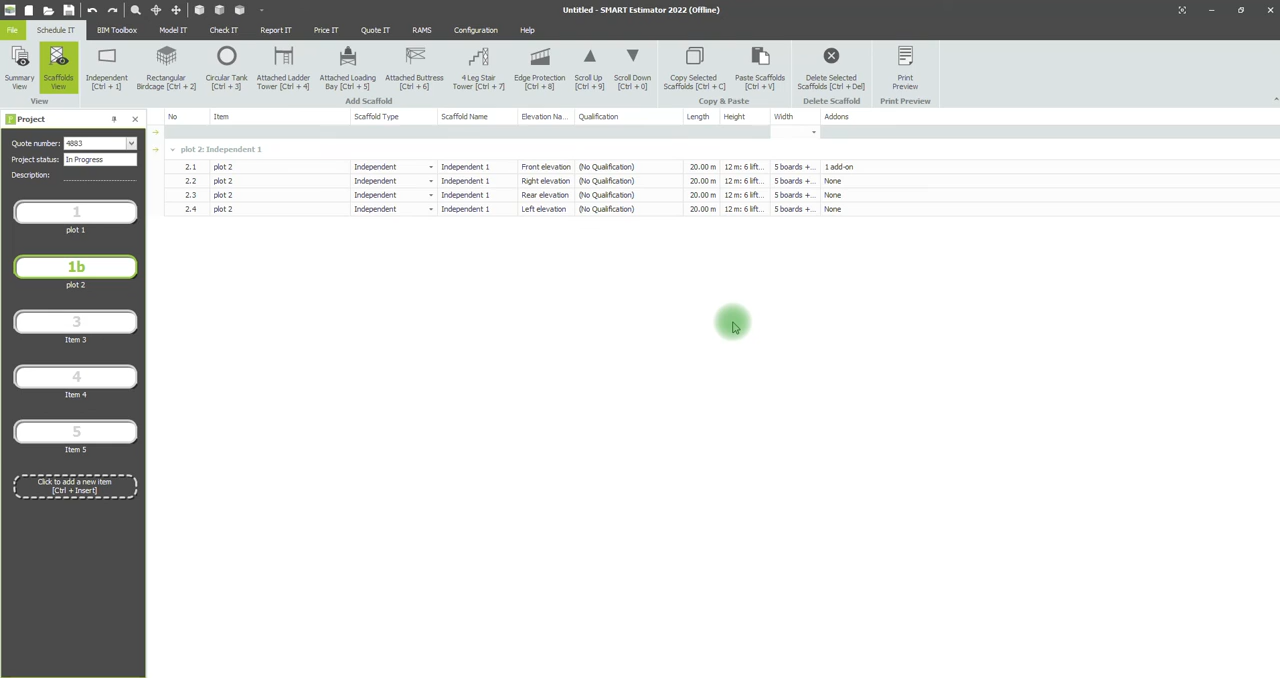 Untitled - SMART Estimator 2022 (Offline)
File Schedule IT BIM Toolbox Model IT Check IT Report IT Price IT Quote IT RAMS Configuration Help
Summary View
Scaffolds View
Independent [Ctrl + 1]
Rectangular Birdcage [Ctrl + 2]
Circular Tank [Ctrl + 3]
Attached Ladder Tower [Ctrl + 4]
Attached Loading Bay [Ctrl + 5]
Attached Buttress [Ctrl + 6]
4 Leg Stair Tower [Ctrl + 7]
Edge Protection [Ctrl + 8]
Scroll Up [Ctrl + 9]
Scroll Down [Ctrl + 0]
Copy Selected Scaffolds [Ctrl + C]
Paste Scaffolds [Ctrl + V]
Delete Selected Scaffolds [Ctrl + Del]
Print Preview
View Add Scaffold Copy & Paste Delete Scaffold Print Preview
Project
Quote number: 4883
Project status: In Progress
Description:
1
plot 1
1b
plot 2
3
Item 3
4
Item 4
5
Item 5
Click to add a new item
[Ctrl + Insert]
No Item Scaffold Type Scaffold Name Elevation Na... Qualification Length Height Width Addons
plot 2: Independent 1
2.1 plot 2 Independent Independent 1 Front elevation (No Qualification) 20.00 m 12 m: 6 lift... 5 boards +... 1 add-on
2.2 plot 2 Independent Independent 1 Right elevation (No Qualification) 20.00 m 12 m: 6 lift... 5 boards +... None
2.3 plot 2 Independent Independent 1 Rear elevation (No Qualification) 20.00 m 12 m: 6 lift... 5 boards +... None
2.4 plot 2 Independent Independent 1 Left elevation (No Qualification) 20.00 m 12 m: 6 lift... 5 boards +... None